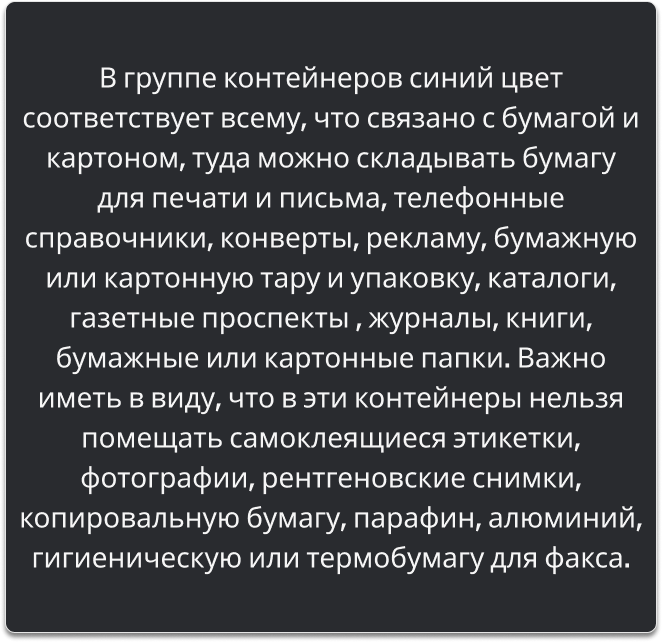 В группе контейнеров синий цвет
соответствует всему, что связано с бумагой и
картоном, туда можно складывать бумагу
для печати и письма, телефонные
справочники, конверты, рекламу, бумажную
или картонную тару и упаковку, каталоги,
газетные проспекты , журналы, книги,
бумажные или картонные папки. Важно
иметь в виду, что в эти контейнеры нельзя
помещать самоклеящиеся этикетки,
фотографии, рентгеновские снимки,
копировальную бумагу, парафин, алюминий,
гигиеническую или термобумагу для факса.